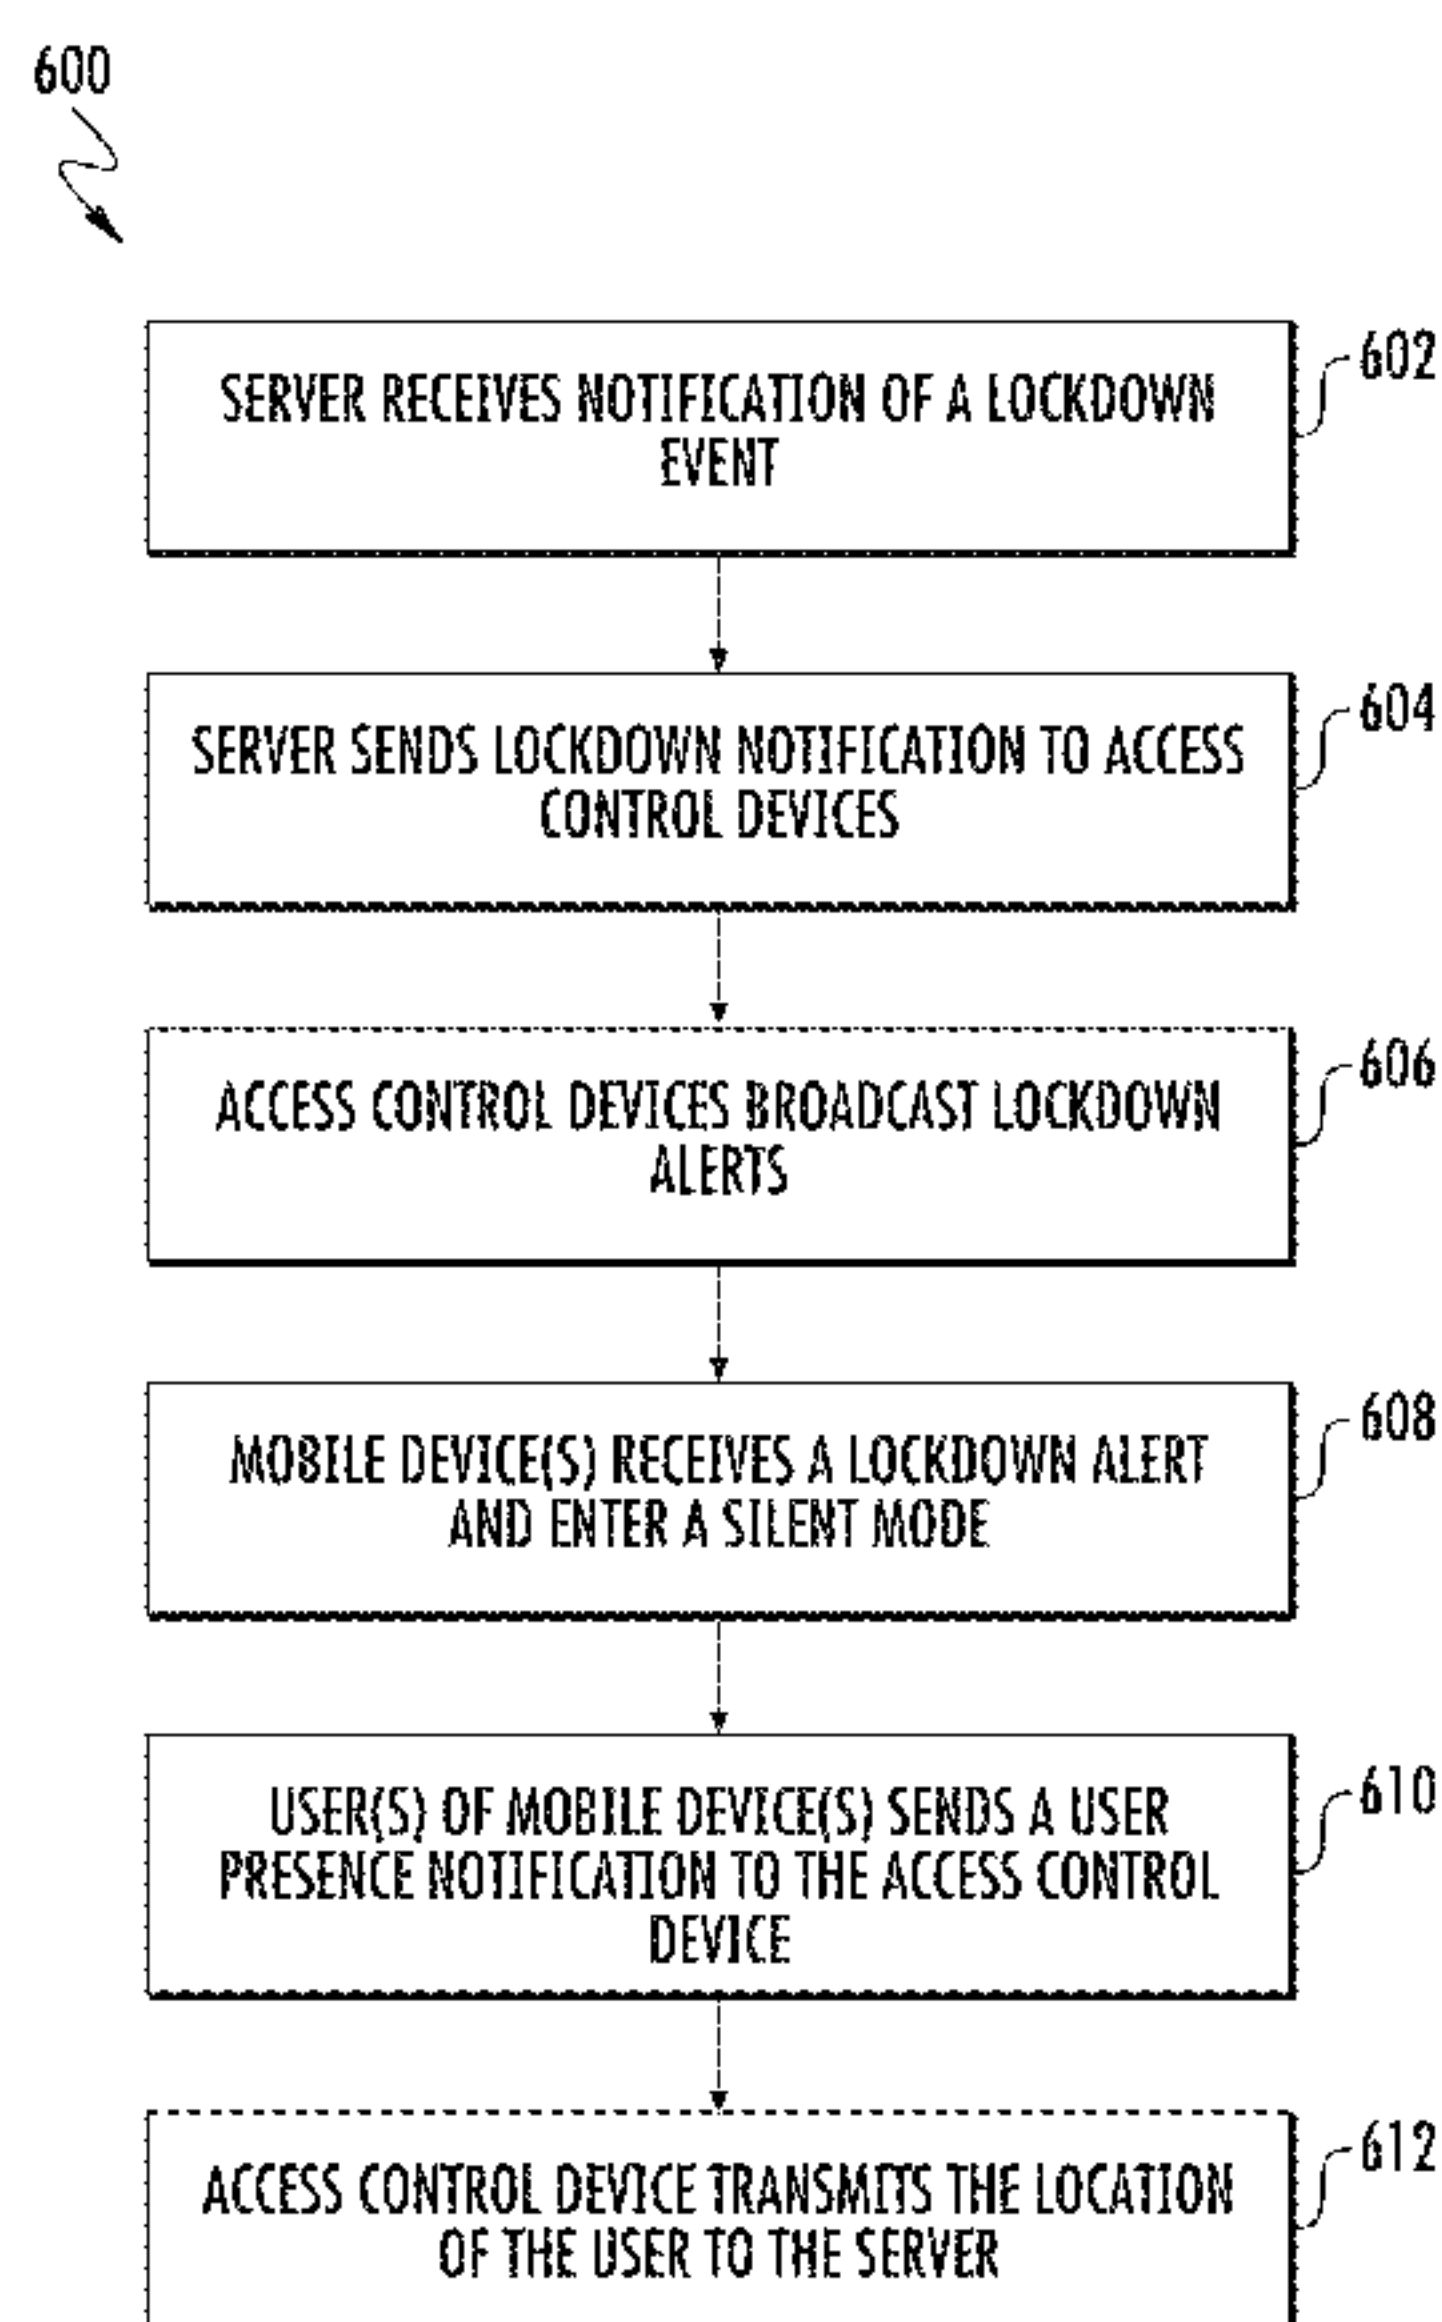 600
SERVER RECEIVES NOTIFICATION OF A LOCKDOWN
EVENT
602
SERVER SENDS LOCKDOWN NOTIFICATION TO ACCESS
CONTROL DEVICES
604
ACCESS CONTROL DEVICES BROADCAST LOCKDOWN
ALERTS
606
MOBILE DEVICE(S) RECEIVES A LOCKDOWN ALERT
AND ENTER A SILENT MODE
608
USER(S) OF MOBILE DEVICE(S) SENDS A USER
PRESENCE NOTIFICATION TO THE ACCESS CONTROL
DEVICE
610
ACCESS CONTROL DEVICE TRANSMITS THE LOCATION
OF THE USER TO THE SERVER
612